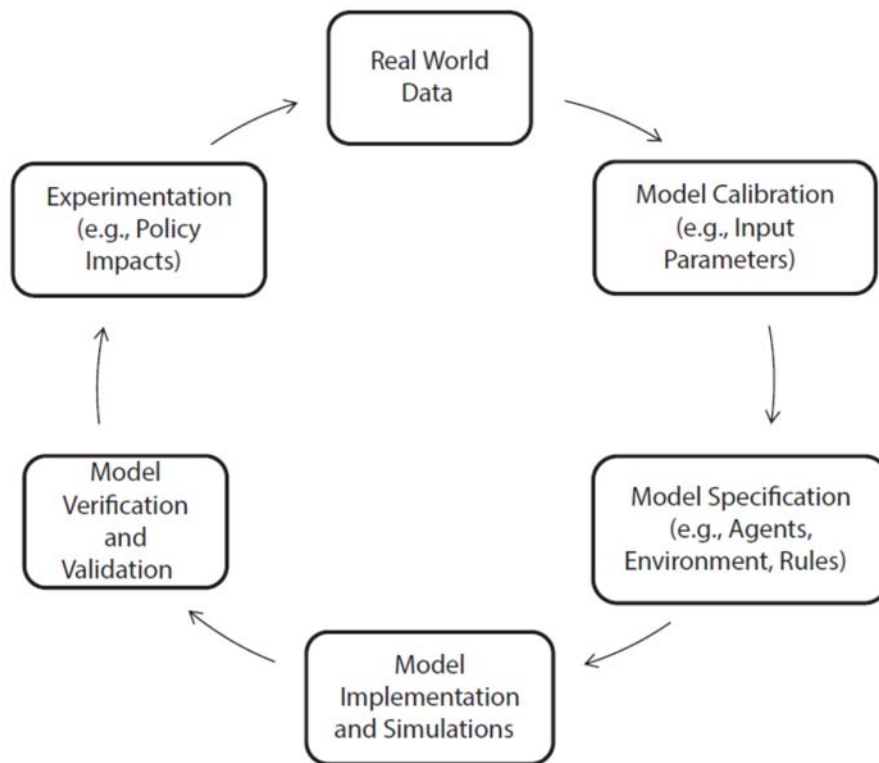 Real World
Data
Model Calibration
(e.g., Input
Parameters)
Model Specification
(e.g., Agents,
Environment, Rules)
Model
Implementation
and Simulations
Model
Verification
and
Validation
Experimentation
(e.g., Policy
Impacts)